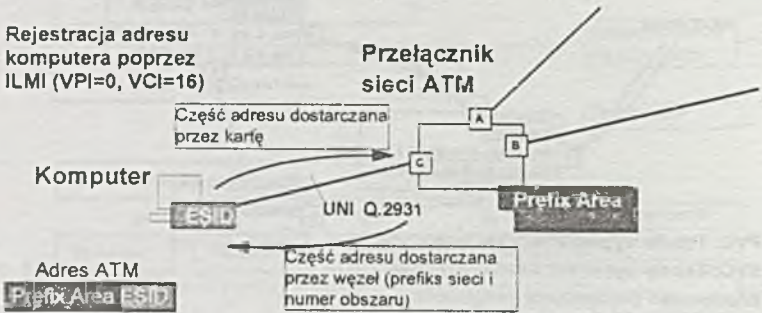 Rejestracja adresu
komputera poprzez
ILMI (VPI=0, VCI=16)
Przełącznik
sieci ATM
Część adresu dostarczana
przez kartę
A
B
C
Komputer
ESID
UNI Q.2931
Prefix Area
Część adresu dostarczana
przez węzeł (prefiks sieci i
numer obszaru)
Adres ATM
Prefix Area ESID